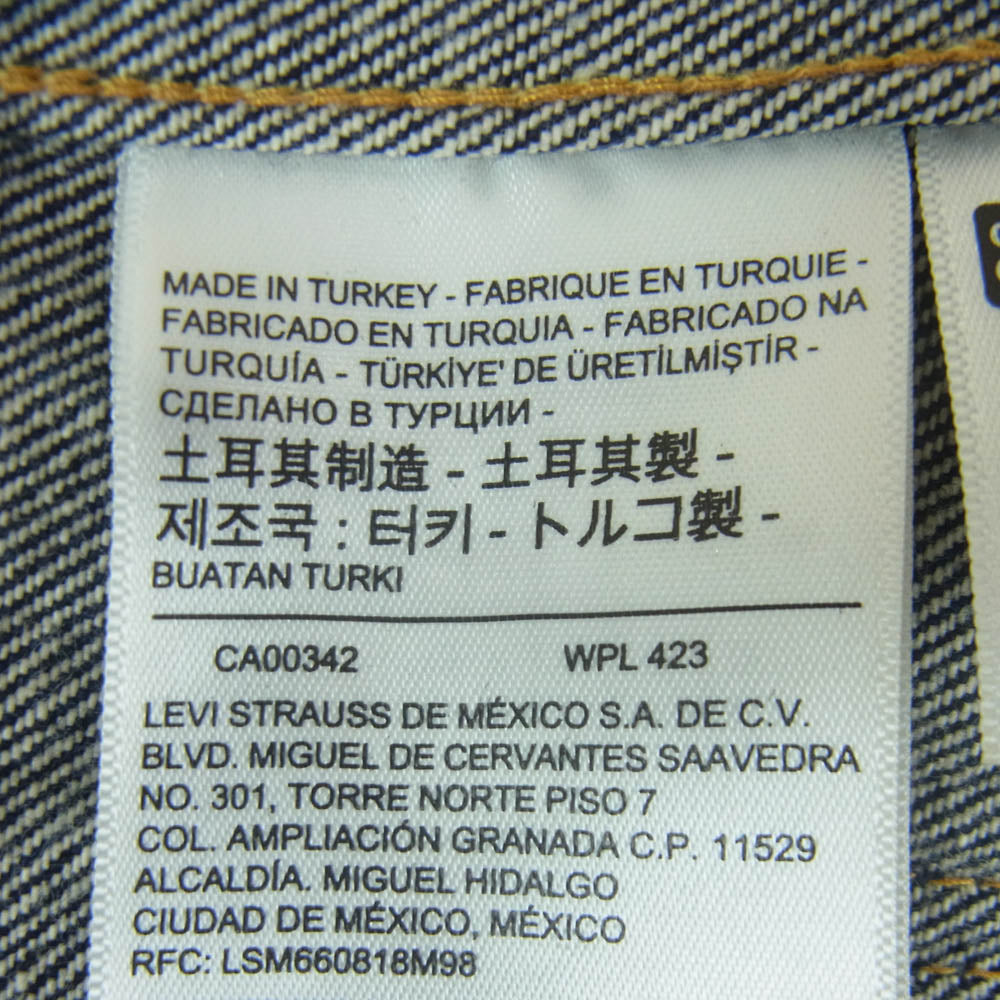 MADE IN TURKEY - FABRIQUE EN TURQUIE -
FABRICADO EN TURQUIA - FABRICADO NA
TURQUÍA - TÜRKİYE' DE ÜRETİLMİŞTİR -
СДЕЛАНО В ТУРЦИИ -
土耳其制造 - 土耳其製 -
제조국 : 터키 - トルコ製 -
BUATAN TURKI
CA00342 WPL 423
LEVI STRAUSS DE MÉXICO S.A. DE C.V.
BLVD. MIGUEL DE CERVANTES SAAVEDRA
NO. 301, TORRE NORTE PISO 7
COL. AMPLIACIÓN GRANADA C.P. 11529
ALCALDÍA. MIGUEL HIDALGO
CIUDAD DE MÉXICO, MÉXICO
RFC: LSM660818M98